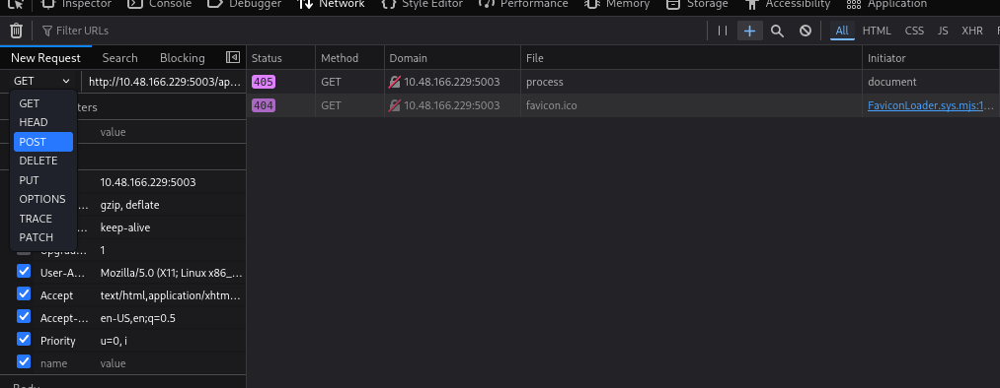 Inspector Console Debugger Network Style Editor Performance Memory Storage Accessibility Application
Filter URLs
All HTML CSS JS XHR
New Request Search Blocking
Status Method Domain File Initiator
GET http://10.48.166.229:5003/ap...
405 GET 10.48.166.229:5003 process document
404 GET 10.48.166.229:5003 favicon.ico FaviconLoader.sys.mjs:1...
GET
HEAD
POST
DELETE
PUT
OPTIONS
TRACE
PATCH
value
10.48.166.229:5003
gzip, deflate
keep-alive
1
User-A... Mozilla/5.0 (X11; Linux x86_...
Accept text/html,application/xhtm...
Accept-... en-US,en;q=0.5
Priority u=0, i
name value